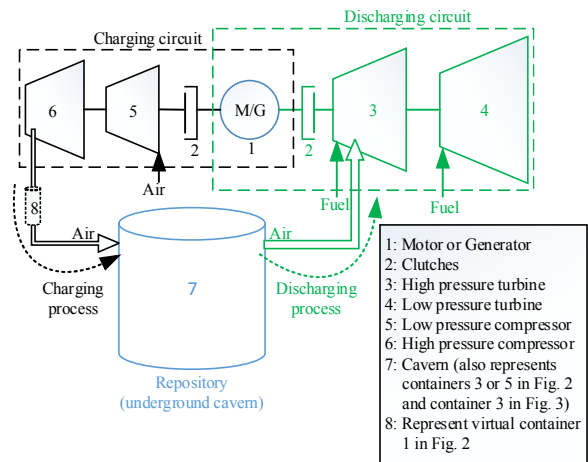 Discharging circuit
Charging circuit
6
5
M/G
3
4
2
1
2
Air
Fuel
Fuel
8
Air
Air
Charging
process
7
Discharging
process
Repository
(underground cavern)
1: Motor or Generator
2: Clutches
3: High pressure turbine
4: Low pressure turbine
5: Low pressure compressor
6: High pressure compressor
7: Cavern (also represents
containers 3 or 5 in Fig. 2
and container 3 in Fig. 3)
8: Represent virtual container
1 in Fig. 2